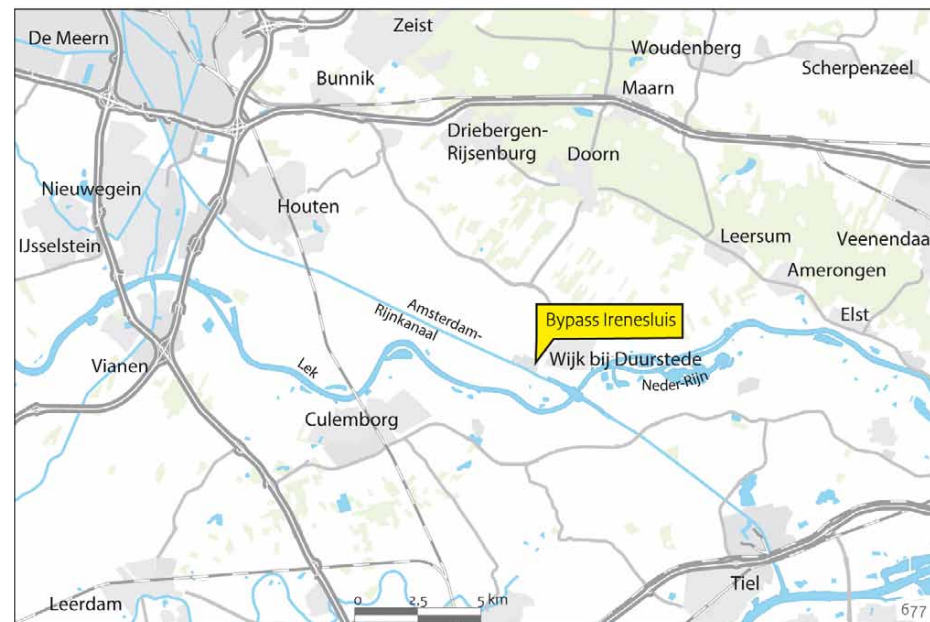 De Meern
Zeist
Woudenberg
Scherpenzeel
Bunnik
Maarn
Driebergen-
Rijsenburg
Doorn
Nieuwegein
Houten
IJsselstein
Leersum
Veenendaa
Amerongen
Elst
Amsterdam-
Rijnkanaal
Bypass Irenesluis
Wijk bij Duurstede
Neder-Rijn
Vianen
Lek
Culemborg
Leerdam
Tiel
0 2,5 5 km
677